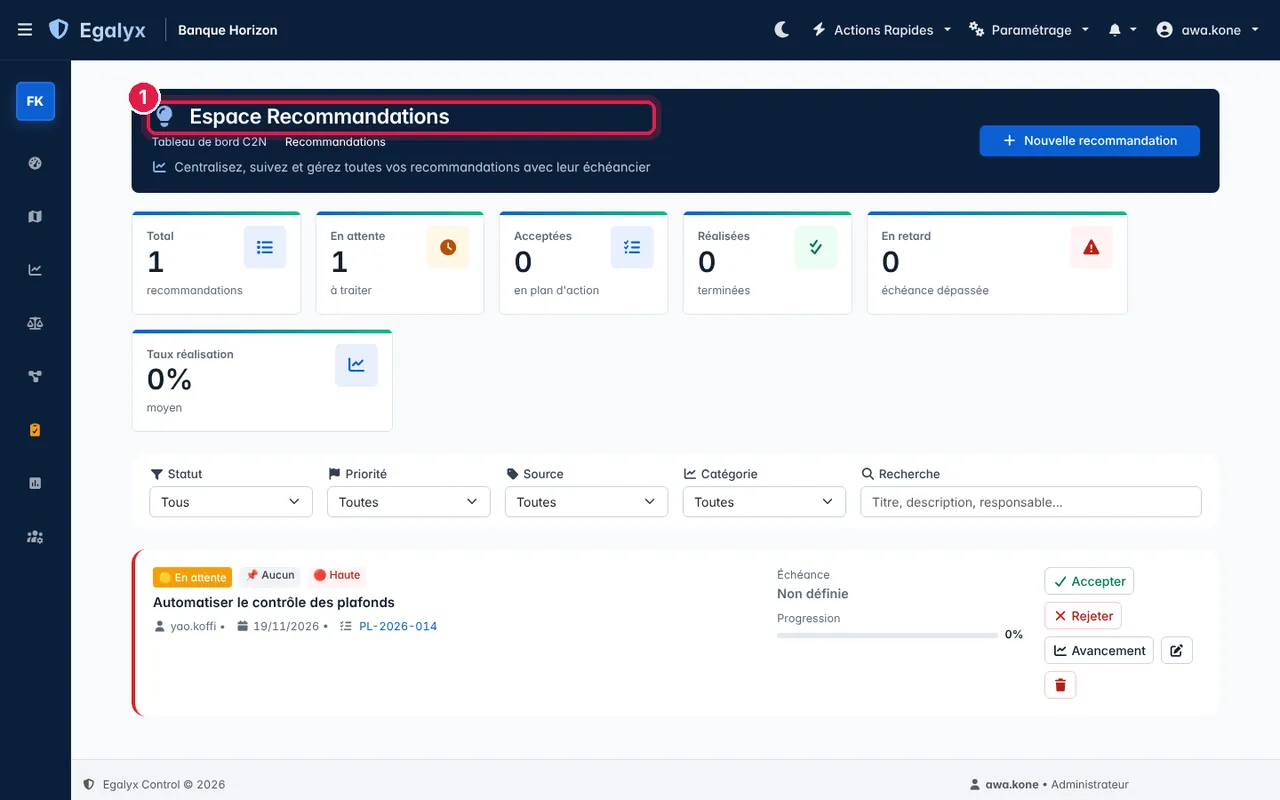 Egalyx
Banque Horizon
Actions Rapides
Paramétrage
awa.kone
FK
1
Espace Recommandations
Tableau de bord C2N
Recommandations
Centralisez, suivez et gérez toutes vos recommandations avec leur échéancier
+ Nouvelle recommandation
Total
1
recommandations
En attente
1
à traiter
Acceptées
0
en plan d'action
Réalisées
0
terminées
En retard
0
échéance dépassée
Taux réalisation
0%
moyen
Statut
Tous
Priorité
Toutes
Source
Toutes
Catégorie
Toutes
Recherche
Titre, description, responsable...
En attente
Aucun
Haute
Automatiser le contrôle des plafonds
yao.koffi • 19/11/2026 • PL-2026-014
Échéance
Non définie
Progression
0%
Accepter
Rejeter
Avancement
Egalyx Control © 2026
awa.kone • Administrateur